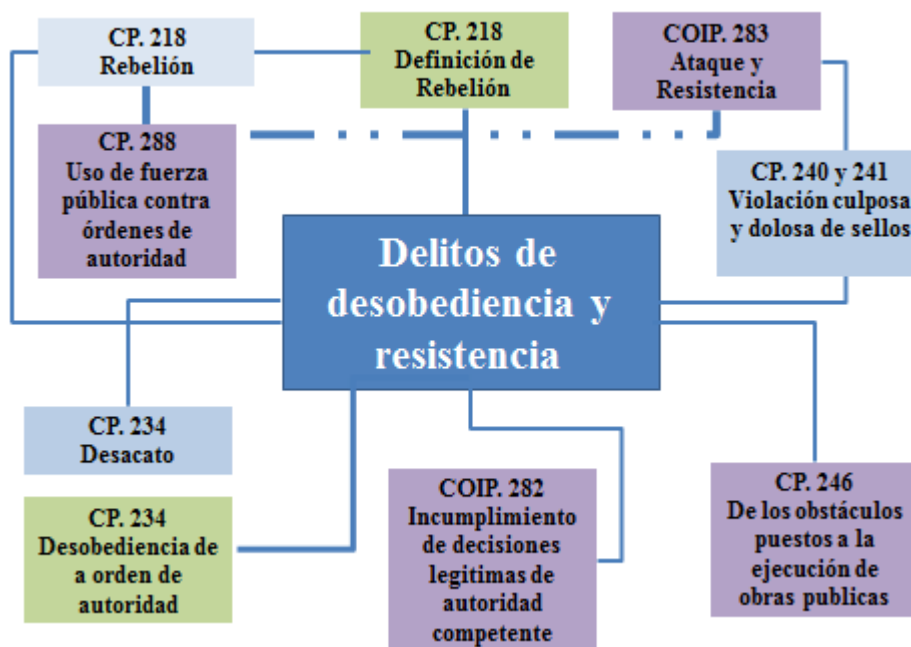 CP. 218
Rebelión
CP. 218
Definición de
Rebelión
COIP. 283
Ataque y
Resistencia
CP. 288
Uso de fuerza
pública contra
órdenes de
autoridad
CP. 240 y 241
Violación culposa
y dolosa de sellos
Delitos de
desobediencia y
resistencia
CP. 234
Desacato
CP. 234
Desobediencia de
a orden de
autoridad
COIP. 282
Incumplimiento
de decisiones
legitimas de
autoridad
competente
CP. 246
De los obstáculos
puestos a la
ejecución de
obras publicas